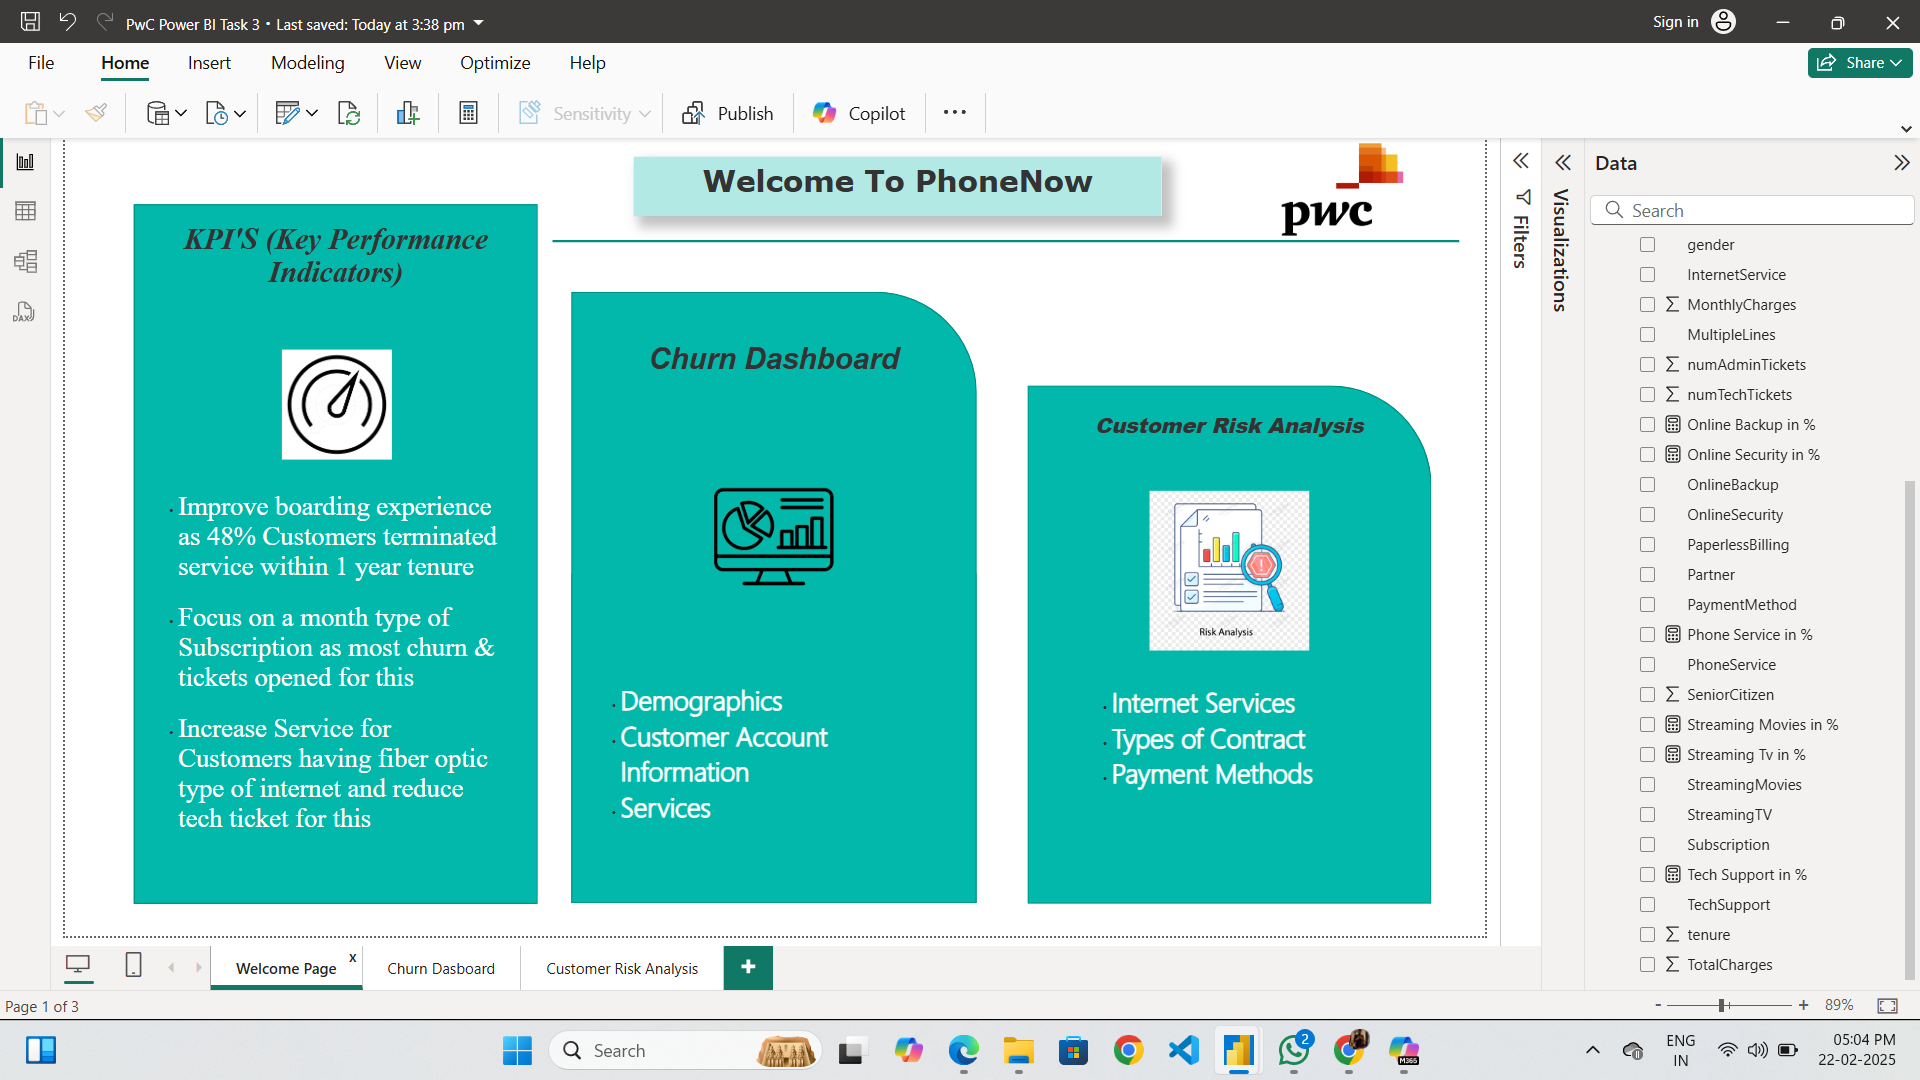 PwC Power BI Task 3 • Last saved: Today at 3:38 pm
Sign in
File Home Insert Modeling View Optimize Help
Share
Sensitivity Publish Copilot
Welcome To PhoneNow
pwc
KPI'S (Key Performance
Indicators)
Improve boarding experience
as 48% Customers terminated
service within 1 year tenure
Focus on a month type of
Subscription as most churn &
tickets opened for this
Increase Service for
Customers having fiber optic
type of internet and reduce
tech ticket for this
Churn Dashboard
Demographics
Customer Account
Information
Services
Customer Risk Analysis
Risk Analysis
Internet Services
Types of Contract
Payment Methods
Filters
Visualizations
Data
Search
gender
InternetService
MonthlyCharges
MultipleLines
numAdminTickets
numTechTickets
Online Backup in %
Online Security in %
OnlineBackup
OnlineSecurity
PaperlessBilling
Partner
PaymentMethod
Phone Service in %
PhoneService
SeniorCitizen
Streaming Movies in %
Streaming Tv in %
StreamingMovies
StreamingTV
Subscription
Tech Support in %
TechSupport
tenure
TotalCharges
DAX
Welcome Page x Churn Dasboard Customer Risk Analysis +
Page 1 of 3
- + 89%
Search
2
M365
ENG
IN
05:04 PM
22-02-2025